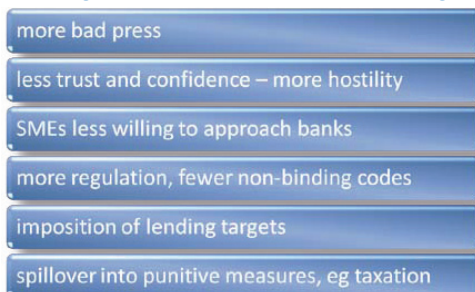 more bad press
less trust and confidence – more hostility
SMEs less willing to approach banks
more regulation, fewer non-binding codes
imposition of lending targets
spillover into punitive measures, eg taxation